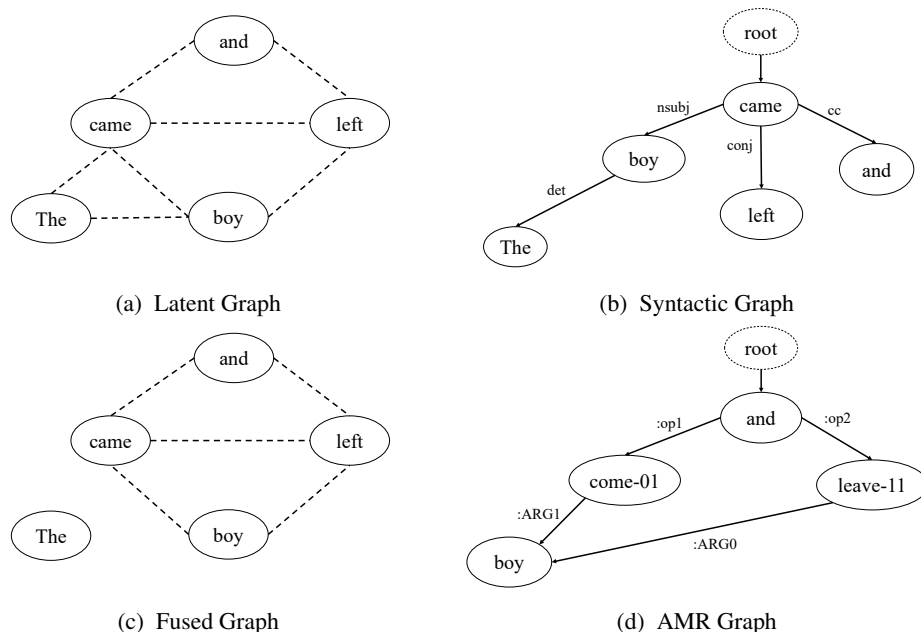 and
came
left
The
boy
(a) Latent Graph
root
came
nsubj
cc
boy
conj
and
det
left
The
(b) Syntactic Graph
and
came
left
The
boy
(c) Fused Graph
root
and
:op1
:op2
come-01
leave-11
:ARG1
:ARG0
boy
(d) AMR Graph